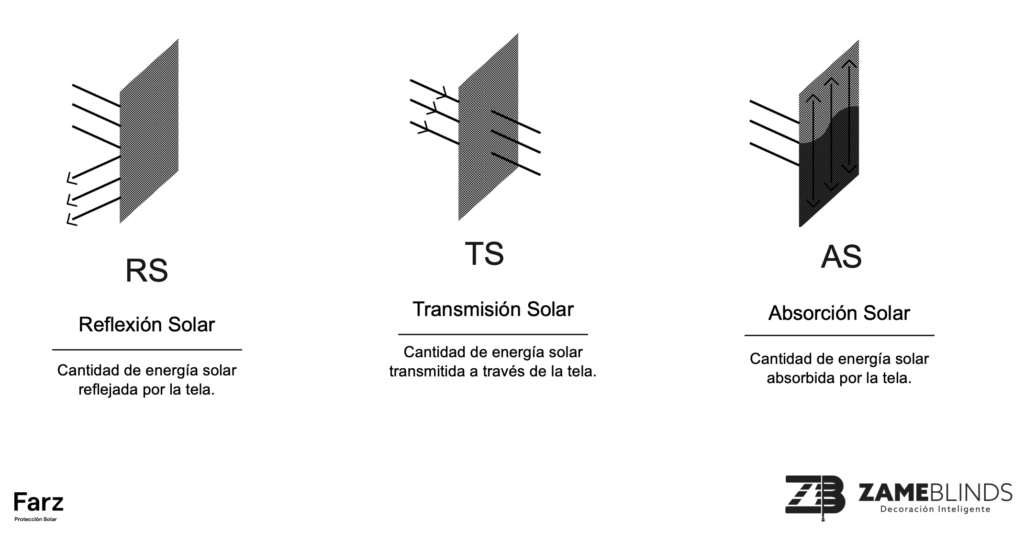 RS
Reflexión Solar
Cantidad de energía solar
reflejada por la tela.
TS
Transmisión Solar
Cantidad de energía solar
transmitida a través de la tela.
AS
Absorción Solar
Cantidad de energía solar
absorbida por la tela.
Farz
Protección Solar
ZB
ZAMEBLINDS
Decoración Inteligente